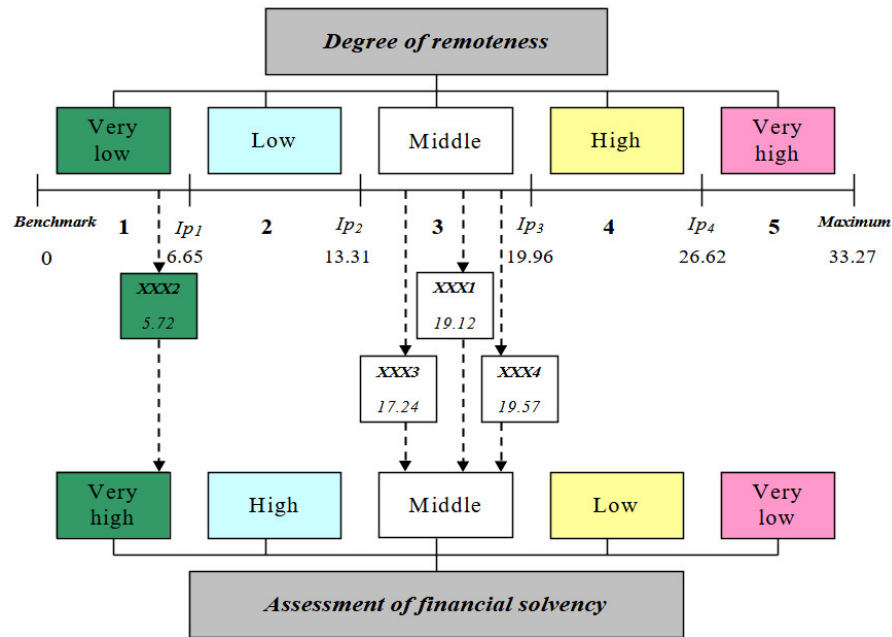 Degree of remoteness
Very low
Low
Middle
High
Very high
Benchmark 1 Ip1 2 Ip2 3 Ip3 4 Ip4 5 Maximum
0 6.65 13.31 19.96 26.62 33.27
XXX2
5.72
XXX1
19.12
XXX3
17.24
XXX4
19.57
Very high
High
Middle
Low
Very low
Assessment of financial solvency